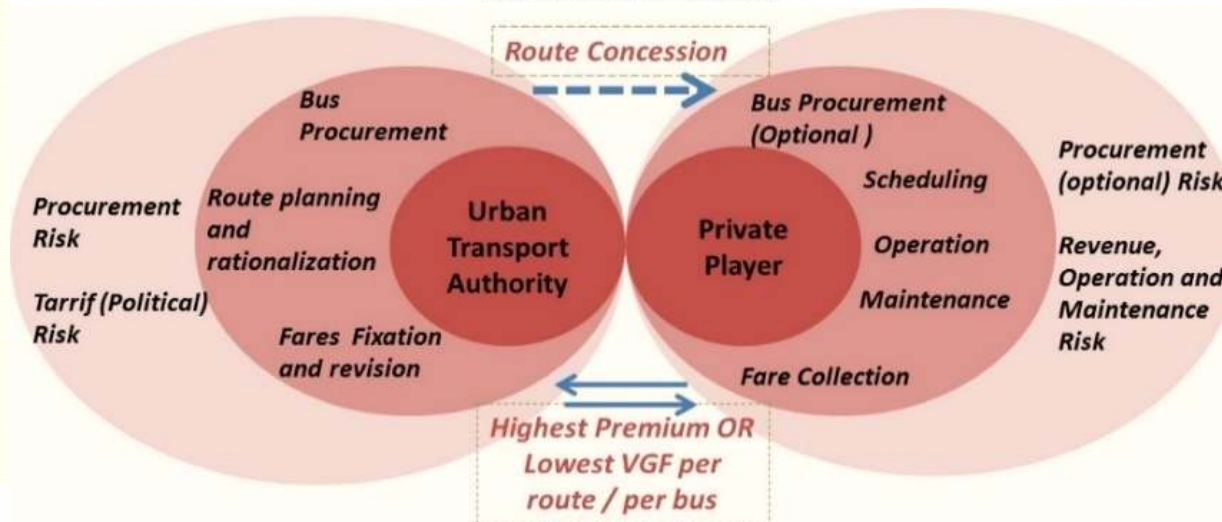 Route Concession
Bus
Procurement
Route planning
and
rationalization
Fares Fixation
and revision
Procurement
Risk
Tarrif (Political)
Risk
Urban
Transport
Authority
Private
Player
Bus Procurement
(Optional )
Scheduling
Operation
Maintenance
Fare Collection
Procurement
(optional) Risk
Revenue,
Operation and
Maintenance
Risk
Highest Premium OR
Lowest VGF per
route / per bus